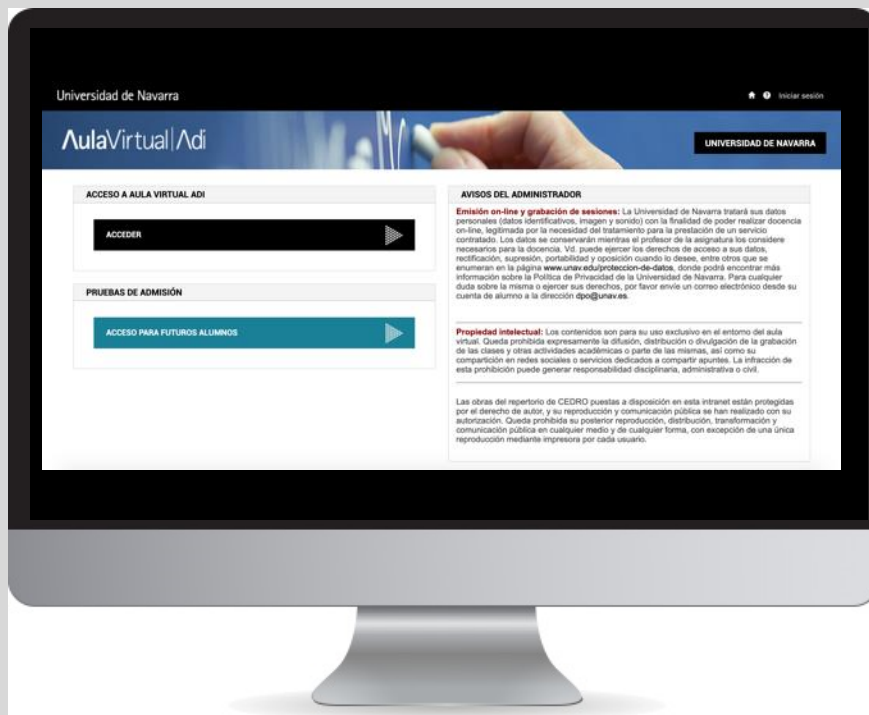 Universidad de Navarra
Iniciar sesión
AulaVirtual|Adi
UNIVERSIDAD DE NAVARRA
ACCESO A AULA VIRTUAL ADI
ACCEDER
PRUEBAS DE ADMISIÓN
ACCESO PARA FUTUROS ALUMNOS
AVISOS DEL ADMINISTRADOR
Emisión on-line y grabación de sesiones: La Universidad de Navarra tratará sus datos
personales (datos identificativos, imagen y sonido) con la finalidad de poder realizar docencia
on-line, legitimada por la necesidad del tratamiento para la prestación de un servicio
contratado. Los datos se conservarán mientras el profesor de la asignatura los considere
necesarios para la docencia. Vd. puede ejercer los derechos de acceso a sus datos,
rectificación, supresión, portabilidad y oposición cuando lo desee, entre otros que se
enumeran en la página www.unav.edu/proteccion-de-datos, donde podrá encontrar más
información sobre la Política de Privacidad de la Universidad de Navarra. Para cualquier
duda sobre la misma o ejercer sus derechos, por favor envíe un correo electrónico desde su
cuenta de alumno a la dirección dpo@unav.es.
Propiedad intelectual: Los contenidos son para su uso exclusivo en el entorno del aula
virtual. Queda prohibida expresamente la difusión, distribución o divulgación de la grabación
de las clases y otras actividades académicas o parte de las mismas, así como su
compartición en redes sociales o servicios dedicados a compartir apuntes. La infracción de
esta prohibición puede generar responsabilidad disciplinaria, administrativa o civil.
Las obras del repertorio de CEDRO puestas a disposición en esta intranet están protegidas
por el derecho de autor, y su reproducción y comunicación pública se han realizado con su
autorización. Queda prohibida su posterior reproducción, distribución, transformación y
comunicación pública en cualquier medio y de cualquier forma, con excepción de una única
reproducción mediante impresora por cada usuario.